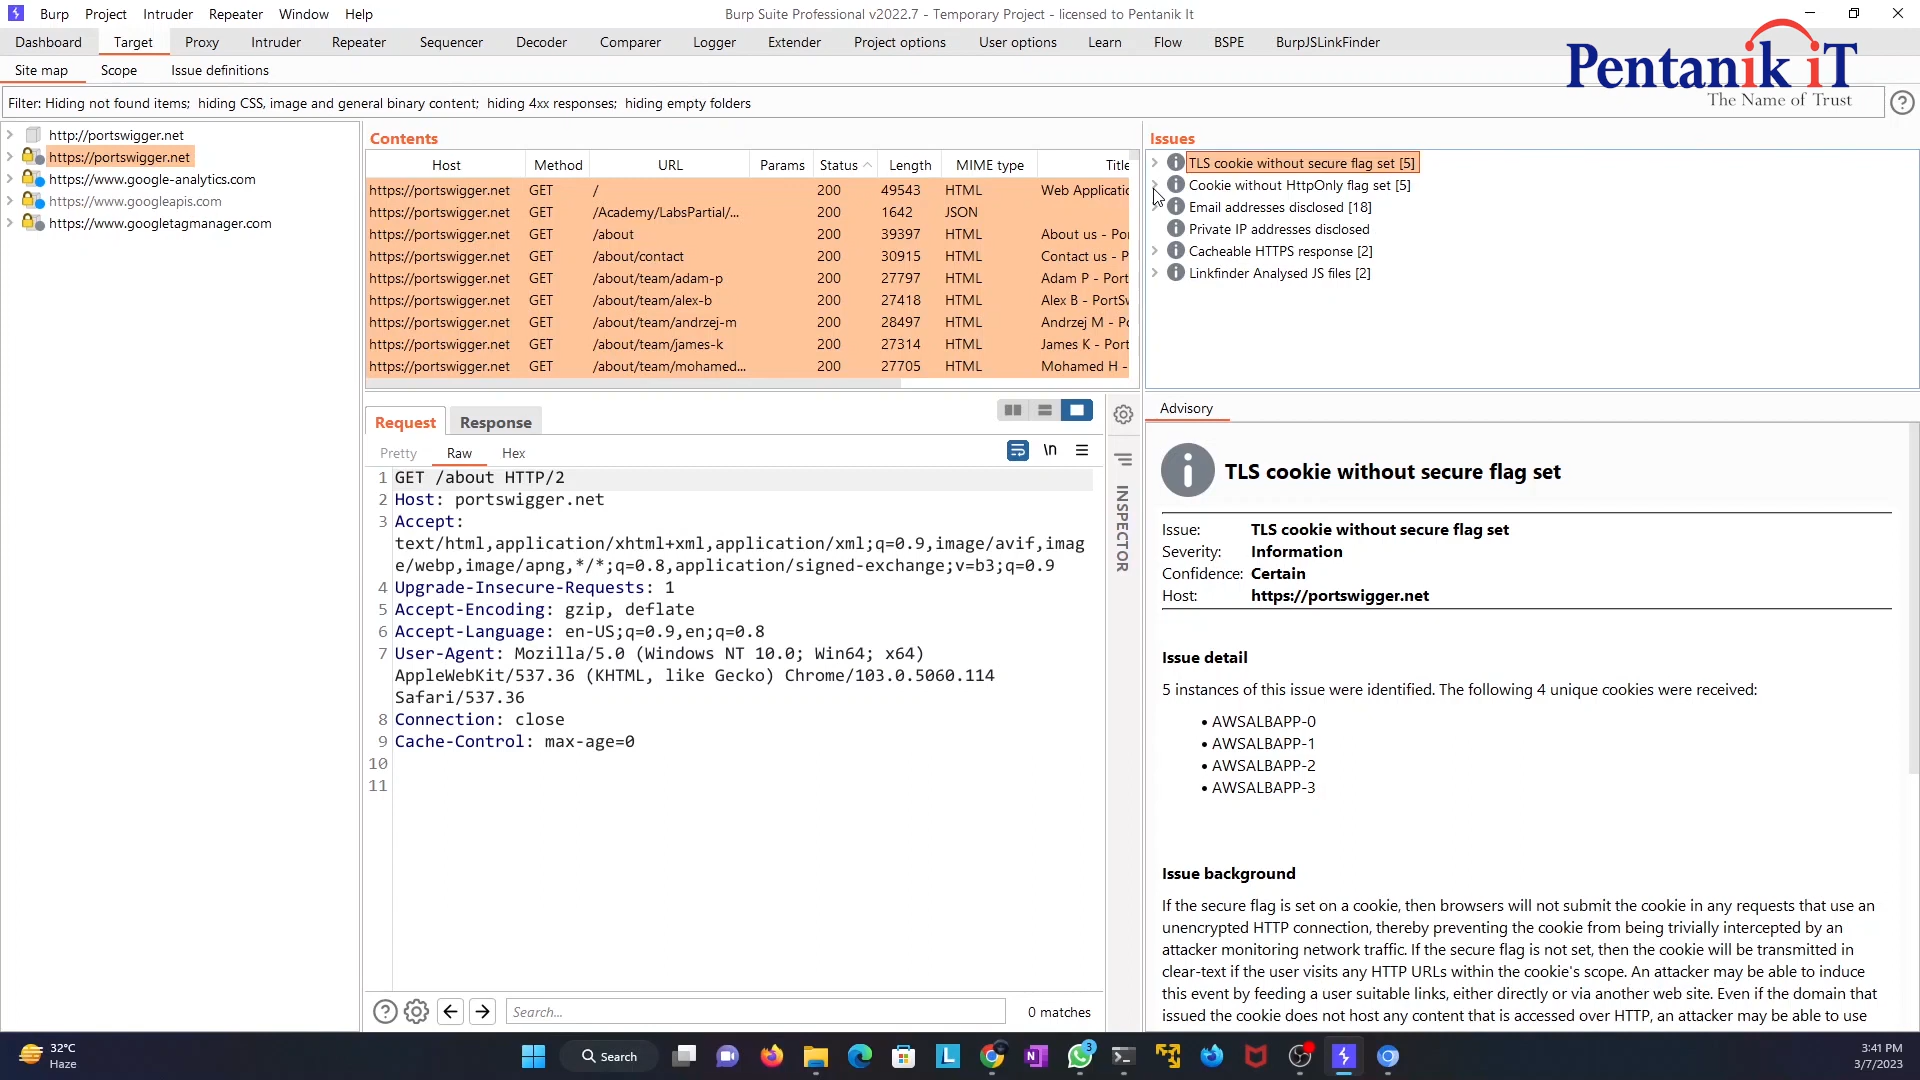 Burp Project Intruder Repeater Window Help
Burp Suite Professional v2022.7 - Temporary Project - licensed to Pentanik It
Dashboard Target Proxy Intruder Repeater Sequencer Decoder Comparer Logger Extender Project options User options Learn Flow BSPE BurpJSLinkFinder
Pentanik iT
The Name of Trust
Site map Scope Issue definitions
Filter: Hiding not found items; hiding CSS, image and general binary content; hiding 4xx responses; hiding empty folders
http://portswigger.net
https://portswigger.net
https://www.google-analytics.com
https://www.googleapis.com
https://www.googletagmanager.com
Contents
Host Method URL Params Status Length MIME type Title
https://portswigger.net GET / 200 49543 HTML Web Applicatic
https://portswigger.net GET /Academy/LabsPartial/... 200 1642 JSON
https://portswigger.net GET /about 200 39397 HTML About us - Po
https://portswigger.net GET /about/contact 200 30915 HTML Contact us - P
https://portswigger.net GET /about/team/adam-p 200 27797 HTML Adam P - Port
https://portswigger.net GET /about/team/alex-b 200 27418 HTML Alex B - PortSw
https://portswigger.net GET /about/team/andrzej-m 200 28497 HTML Andrzej M - Po
https://portswigger.net GET /about/team/james-k 200 27314 HTML James K - Port
https://portswigger.net GET /about/team/mohamed... 200 27705 HTML Mohamed H -
Issues
TLS cookie without secure flag set [5]
Cookie without HttpOnly flag set [5]
Email addresses disclosed [18]
Private IP addresses disclosed
Cacheable HTTPS response [2]
Linkfinder Analysed JS files [2]
Request Response
Pretty Raw Hex \n
1 GET /about HTTP/2
2 Host: portswigger.net
3 Accept:
text/html,application/xhtml+xml,application/xml;q=0.9,image/avif,imag
e/webp,image/apng,*/*;q=0.8,application/signed-exchange;v=b3;q=0.9
4 Upgrade-Insecure-Requests: 1
5 Accept-Encoding: gzip, deflate
6 Accept-Language: en-US;q=0.9,en;q=0.8
7 User-Agent: Mozilla/5.0 (Windows NT 10.0; Win64; x64)
AppleWebKit/537.36 (KHTML, like Gecko) Chrome/103.0.5060.114
Safari/537.36
8 Connection: close
9 Cache-Control: max-age=0
10
11
Search...
0 matches
INSPECTOR
Advisory
TLS cookie without secure flag set
Issue: TLS cookie without secure flag set
Severity: Information
Confidence: Certain
Host: https://portswigger.net
Issue detail
5 instances of this issue were identified. The following 4 unique cookies were received:
• AWSALBAPP-0
• AWSALBAPP-1
• AWSALBAPP-2
• AWSALBAPP-3
Issue background
If the secure flag is set on a cookie, then browsers will not submit the cookie in any requests that use an
unencrypted HTTP connection, thereby preventing the cookie from being trivially intercepted by an
attacker monitoring network traffic. If the secure flag is not set, then the cookie will be transmitted in
clear-text if the user visits any HTTP URLs within the cookie's scope. An attacker may be able to induce
this event by feeding a user suitable links, either directly or via another web site. Even if the domain that
issued the cookie does not host any content that is accessed over HTTP, an attacker may be able to use
32°C
Haze
Search
3
3:41 PM
3/7/2023